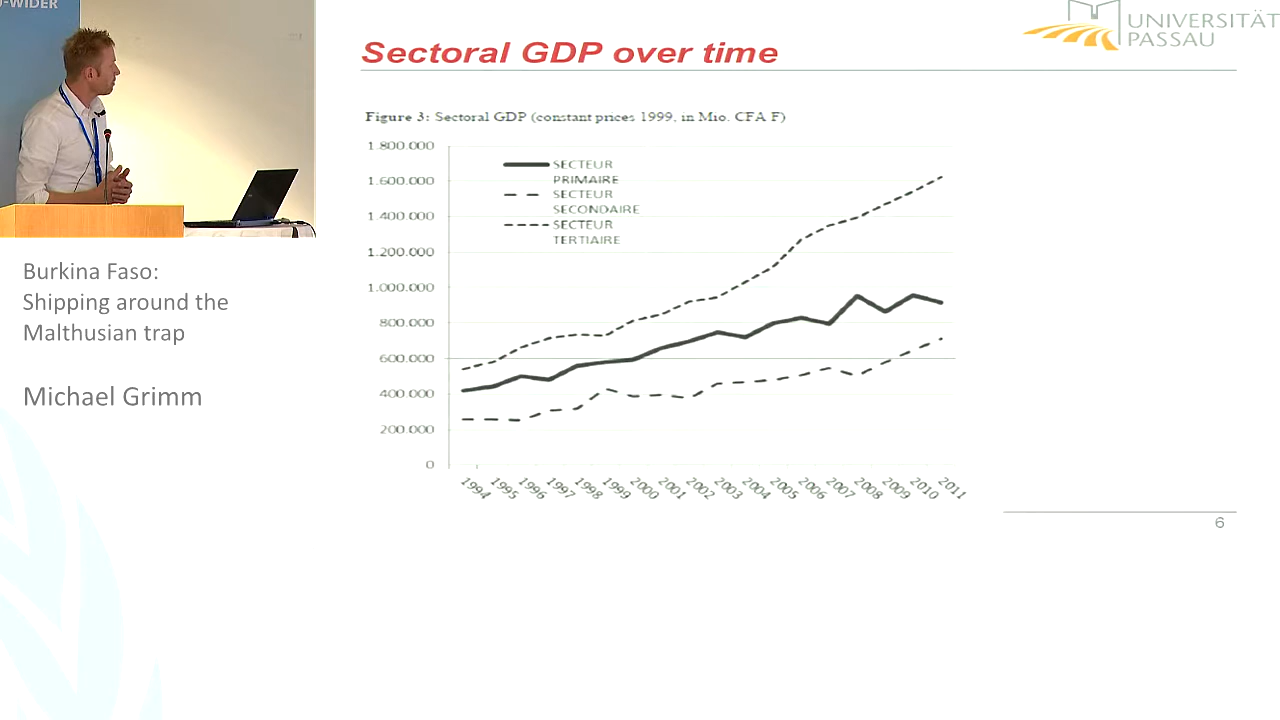 -WIDER
UNIVERSITÄT
PASSAU
Sectoral GDP over time
Figure 3: Sectoral GDP (constant prices 1999, in Mio. CFA F)
1.800.000
1.600.000
1.400.000
1.200.000
1.000.000
800.000
600.000
400.000
200.000
0
SECTEUR
PRIMAIRE
SECTEUR
SECONDAIRE
SECTEUR
TERTIAIRE
1994
1995
1996
1997
1998
1999
2000
2001
2002
2003
2004
2005
2006
2007
2008
2009
2010
2011
6
Burkina Faso:
Shipping around the
Malthusian trap
Michael Grimm